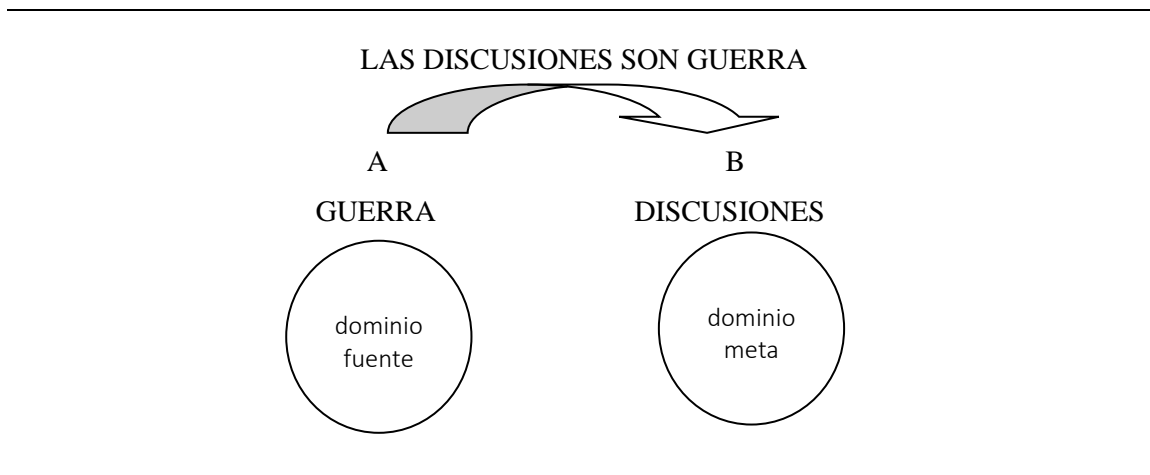 LAS DISCUSIONES SON GUERRA
A B
GUERRA DISCUSIONES
dominio
fuente
dominio
meta